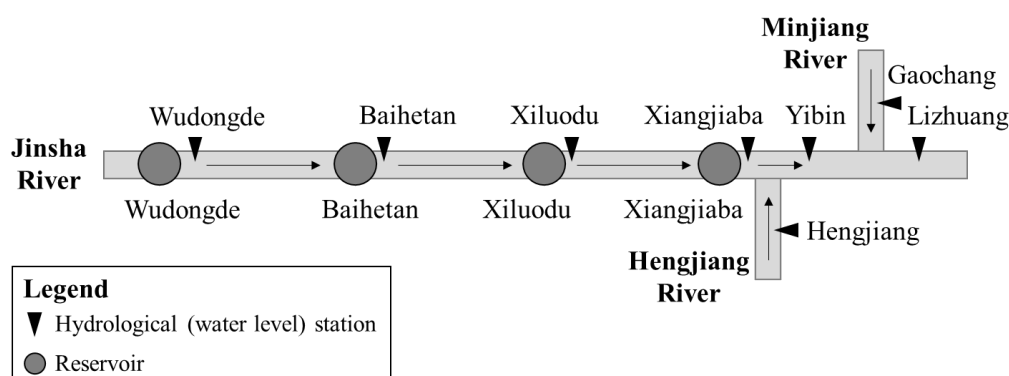 Minjiang
River
Gaochang
Wudongde
Baihetan
Xiluodu
Xiangjiaba
Yibin
Lizhuang
Jinsha
River
Wudongde
Baihetan
Xiluodu
Xiangjiaba
Hengjiang
Hengjiang
River
Legend
Hydrological (water level) station
Reservoir